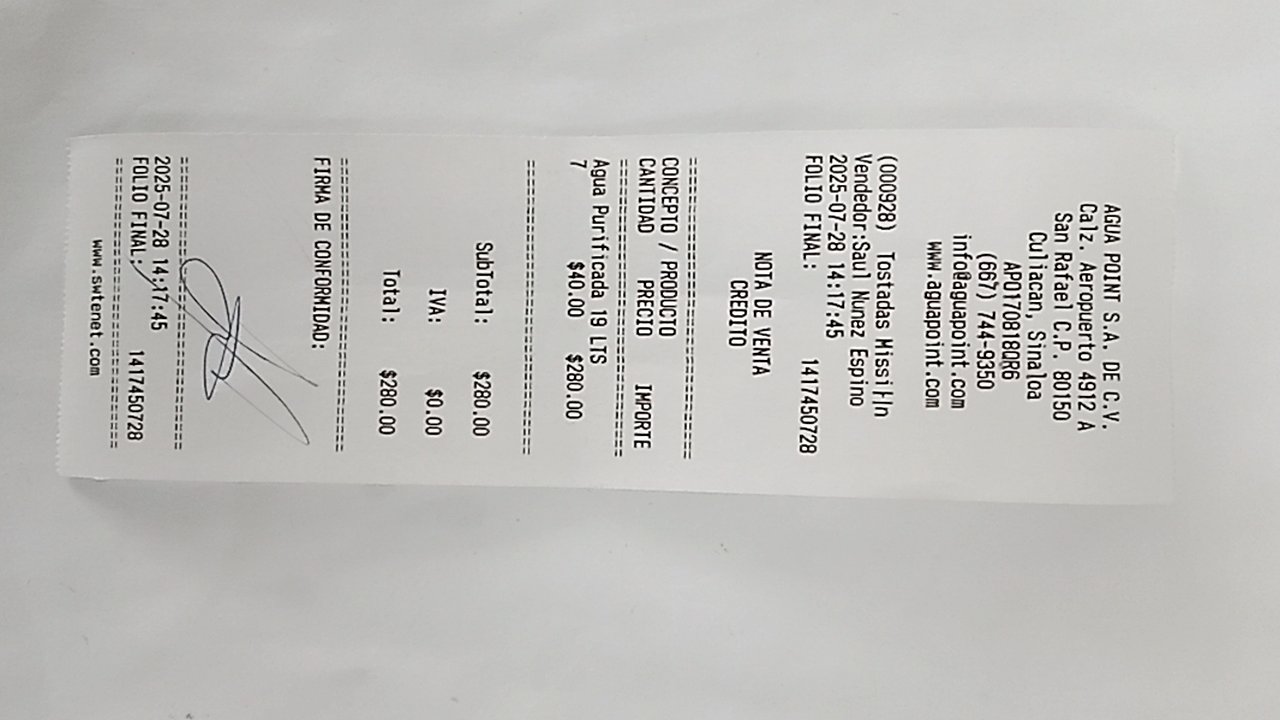 AGUA POINT S.A. DE C.V.
Calz. Aeropuerto 4912 A
San Rafael C.P. 80150
Culiacan, Sinaloa
APO170818QR6
(667) 744-9350
info@aguapoint.com
www.aguapoint.com
(000928) Tostadas
Vendedor:Saul Nunez Espino
2025-07-28 14:17:45
FOLIO FINAL: 1417450728
NOTA DE VENTA
CREDITO
================================
CONCEPTO / PRODUCTO
CANTIDAD PRECIO IMPORTE
================================
Agua Purificada 19 LTS
7 $40.00 $280.00
================================
SubTotal: $280.00
IVA: $0.00
Total: $280.00
================================
FIRMA DE CONFORMIDAD:
================================
2025-07-28 14:17:45
FOLIO FINAL: 1417450728
================================
www.swtenet.com